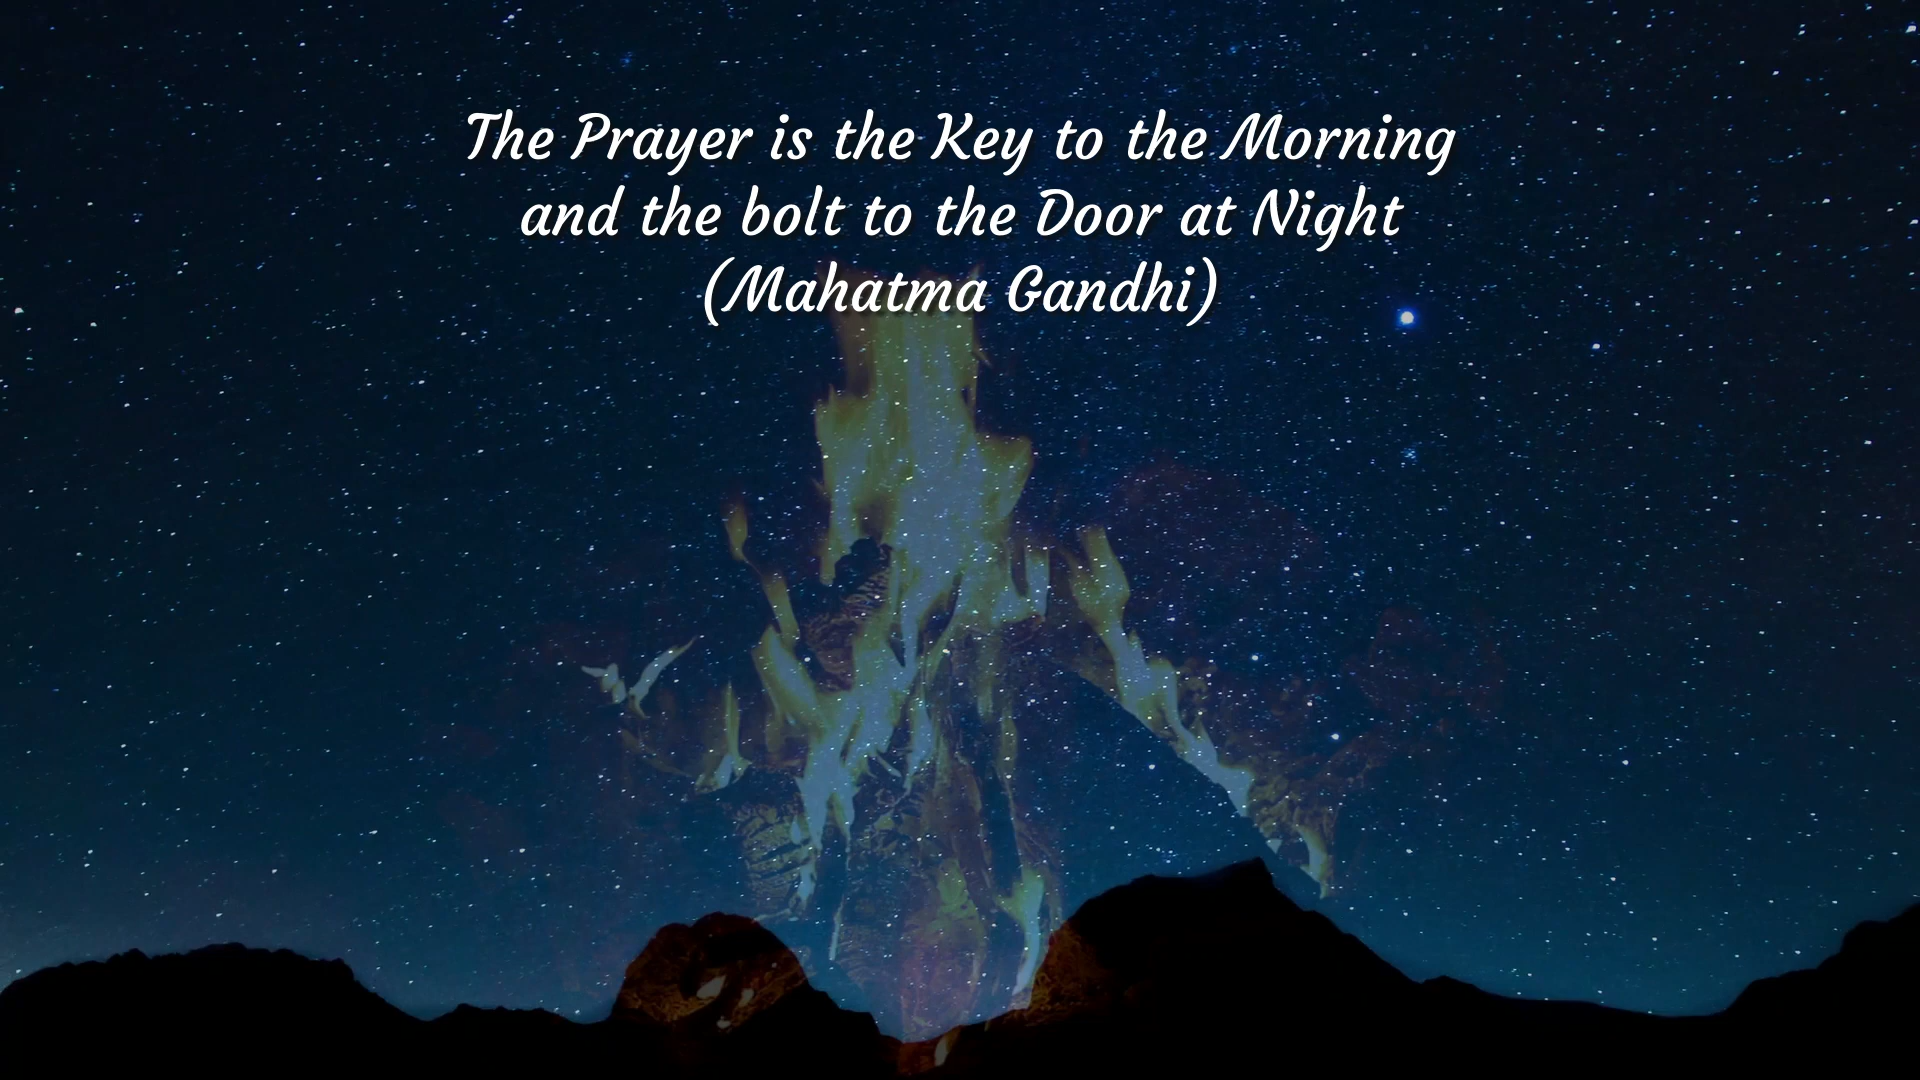 The Prayer is the Key to the Morning
and the bolt to the Door at Night
(Mahatma Gandhi)